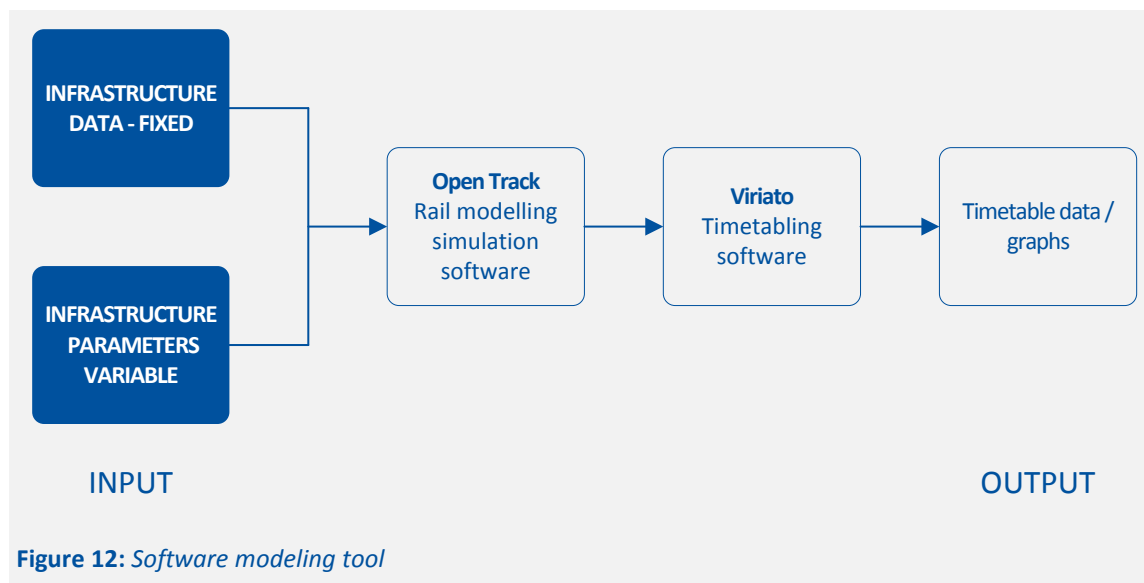 INFRASTRUCTURE
DATA - FIXED
INFRASTRUCTURE
PARAMETERS
VARIABLE
Open Track
Rail modelling
simulation
software
Viriato
Timetabling
software
Timetable data /
graphs
INPUT
OUTPUT
Figure 12: Software modeling tool